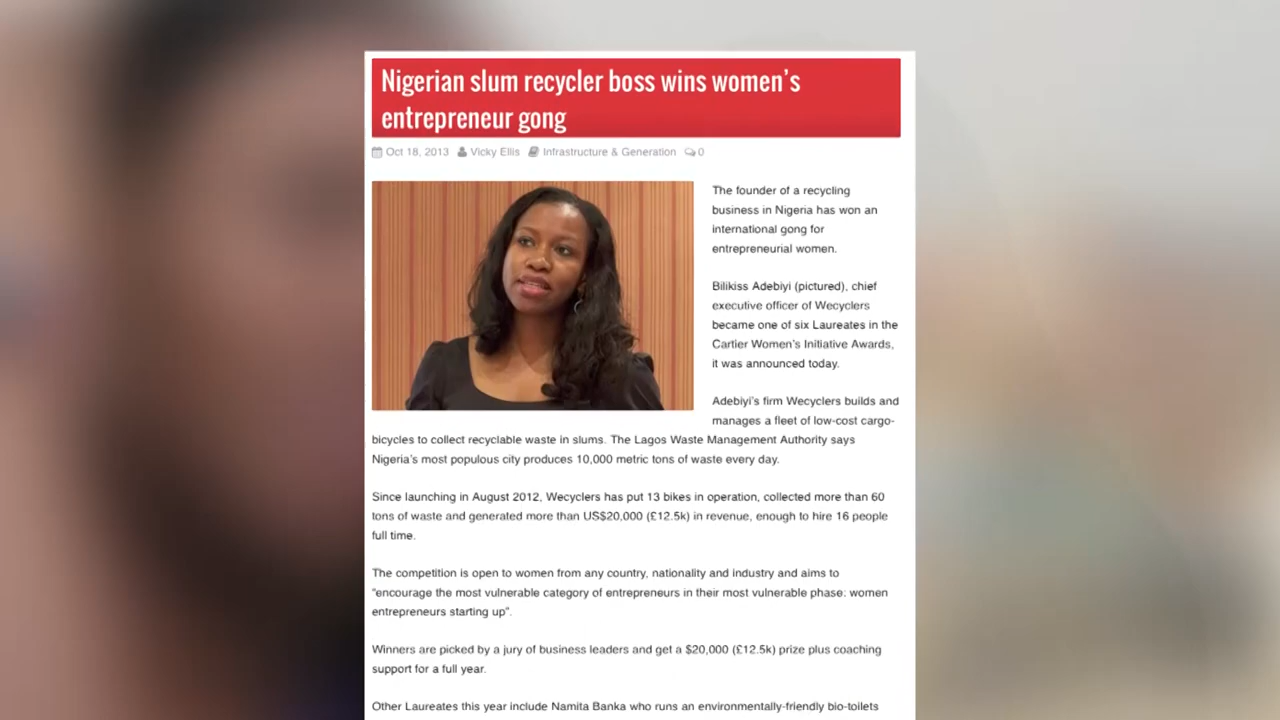 Nigerian slum recycler boss wins women's
entrepreneur gong
Oct 18, 2013 Vicky Ellis Infrastructure & Generation 0
The founder of a recycling
business in Nigeria has won an
international gong for
entrepreneurial women.
Bilikiss Adebiyi (pictured), chief
executive officer of Wecyclers
became one of six Laureates in the
Cartier Women's Initiative Awards,
it was announced today.
Adebiyi's firm Wecyclers builds and
manages a fleet of low-cost cargo-
bicycles to collect recyclable waste in slums. The Lagos Waste Management Authority says
Nigeria's most populous city produces 10,000 metric tons of waste every day.
Since launching in August 2012, Wecyclers has put 13 bikes in operation, collected more than 60
tons of waste and generated more than US$20,000 (£12.5k) in revenue, enough to hire 16 people
full time.
The competition is open to women from any country, nationality and industry and aims to
"encourage the most vulnerable category of entrepreneurs in their most vulnerable phase: women
entrepreneurs starting up".
Winners are picked by a jury of business leaders and get a $20,000 (£12.5k) prize plus coaching
support for a full year.
Other Laureates this year include Namita Banka who runs an environmentally-friendly bio-toilets